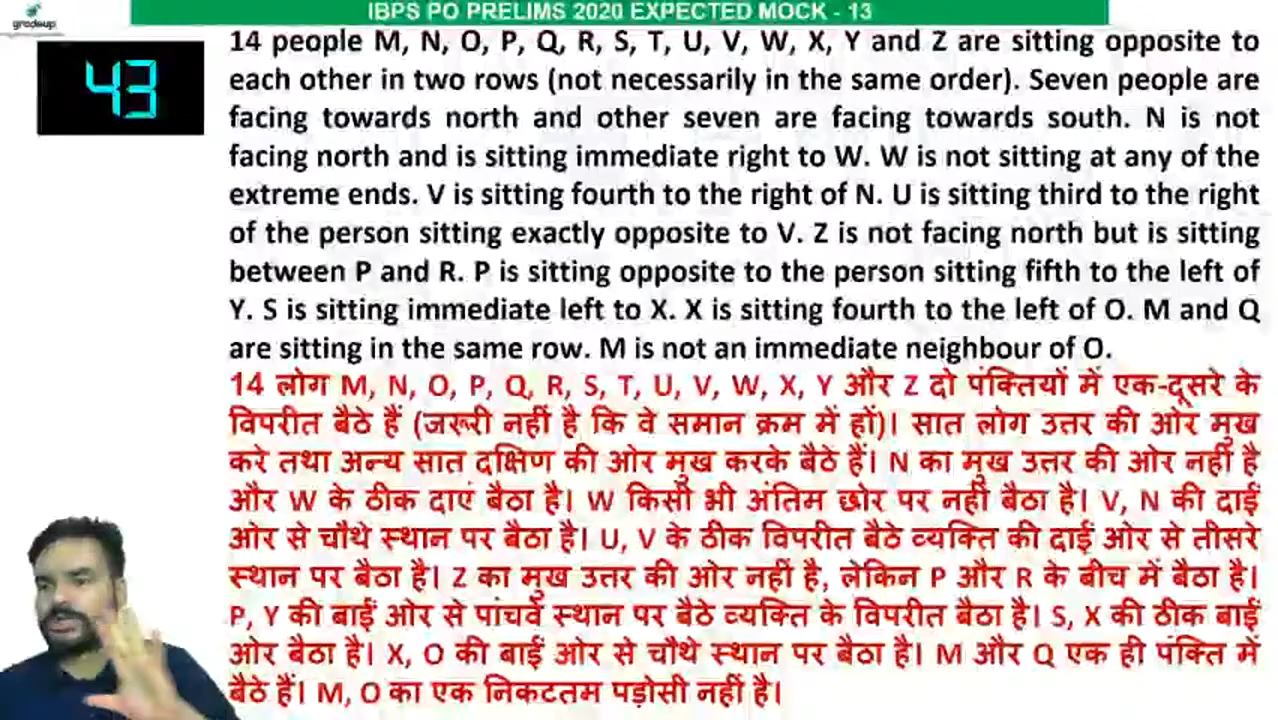 gradeup
IBPS PO PRELIMS 2020 EXPECTED MOCK - 13
43
14 people M, N, O, P, Q, R, S, T, U, V, W, X, Y and Z are sitting opposite to
each other in two rows (not necessarily in the same order). Seven people are
facing towards north and other seven are facing towards south. N is not
facing north and is sitting immediate right to W. W is not sitting at any of the
extreme ends. V is sitting fourth to the right of N. U is sitting third to the right
of the person sitting exactly opposite to V. Z is not facing north but is sitting
between P and R. P is sitting opposite to the person sitting fifth to the left of
Y. S is sitting immediate left to X. X is sitting fourth to the left of O. M and Q
are sitting in the same row. M is not an immediate neighbour of O.
14 लोग M, N, O, P, Q, R, S, T, U, V, W, X, Y और Z दो पंक्तियों में एक-दूसरे के
विपरीत बैठे हैं (जरूरी नहीं है कि वे समान क्रम में हों)। सात लोग उत्तर की ओर मुख
करे तथा अन्य सात दक्षिण की ओर मुख करके बैठे हैं। N का मुख उत्तर की ओर नहीं है
और W के ठीक दाएं बैठा है। W किसी भी अंतिम छोर पर नहीं बैठा है। V, N की दाईं
ओर से चौथे स्थान पर बैठा है। U, V के ठीक विपरीत बैठे व्यक्ति की दाईं ओर से तीसरे
स्थान पर बैठा है। Z का मुख उत्तर की ओर नहीं है, लेकिन P और R के बीच में बैठा है।
P, Y की बाईं ओर से पांचवें स्थान पर बैठे व्यक्ति के विपरीत बैठा है। S, X की ठीक बाईं
ओर बैठा है। X, O की बाईं ओर से चौथे स्थान पर बैठा है। M और Q एक ही पंक्ति में
बैठे हैं। M, O का एक निकटतम पड़ोसी नहीं है।